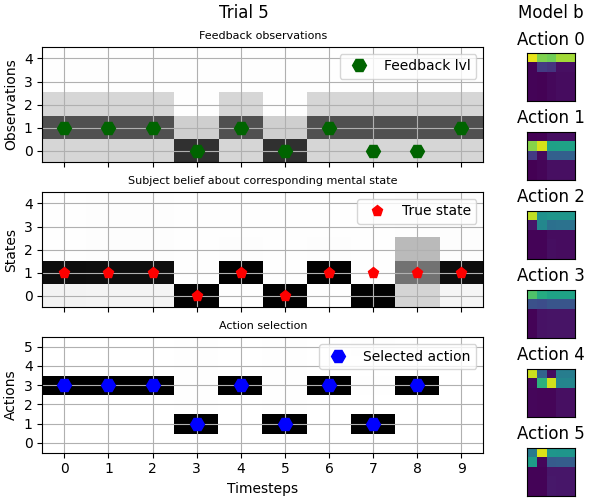 Trial 5
Model b
Feedback observations
Observations
4
3
2
1
0
Feedback lvl
Subject belief about corresponding mental state
States
4
3
2
1
0
True state
Action selection
Actions
5
4
3
2
1
0
Selected action
0 1 2 3 4 5 6 7 8 9
Timesteps
Action 0
Action 1
Action 2
Action 3
Action 4
Action 5